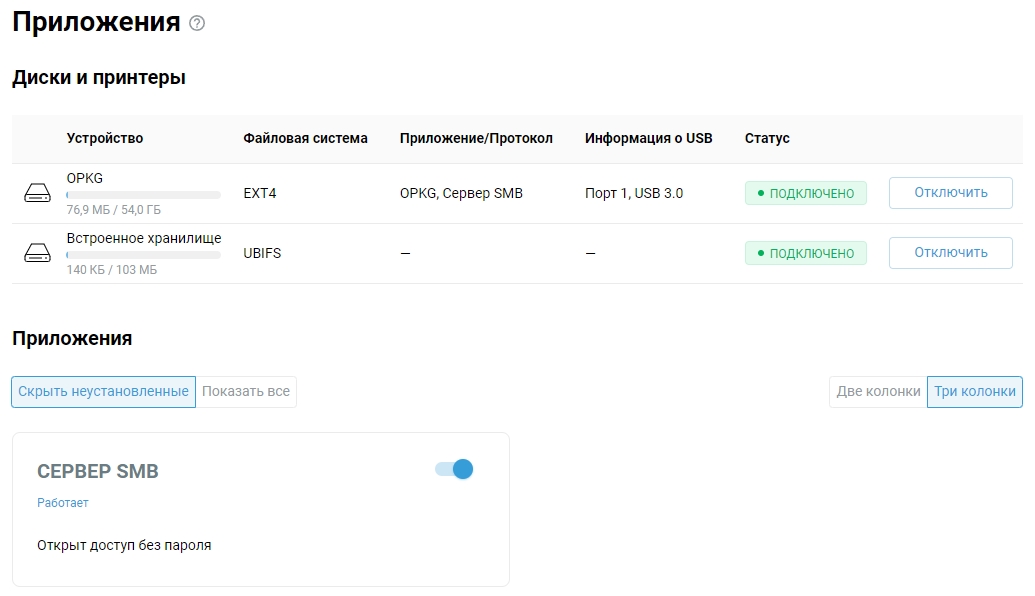 Приложения
Диски и принтеры
Устройство Файловая система Приложение/Протокол Информация о USB Статус
OPKG
76,9 МБ / 54,0 ГБ
EXT4 OPKG, Сервер SMB Порт 1, USB 3.0 ПОДКЛЮЧЕНО Отключить
Встроенное хранилище
140 КБ / 103 МБ
UBIFS — — ПОДКЛЮЧЕНО Отключить
Приложения
Скрыть неустановленные Показать все Две колонки Три колонки
СЕРВЕР SMB
Работает
Открыт доступ без пароля